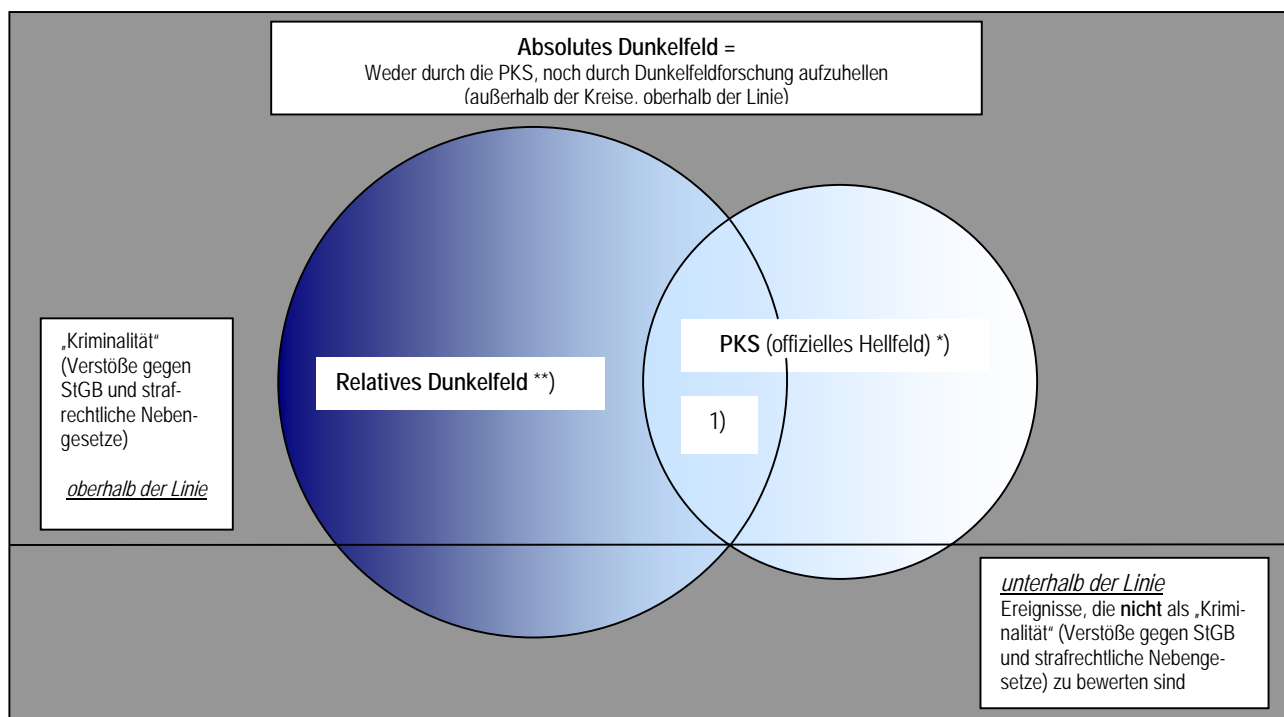 Absolutes Dunkelfeld =
Weder durch die PKS, noch durch Dunkelfeldforschung aufzuhellen
(außerhalb der Kreise, oberhalb der Linie)
„Kriminalität“
(Verstöße gegen
StGB und straf-
rechtliche Neben-
gesetze)
oberhalb der Linie
Relatives Dunkelfeld **)
PKS (offizielles Hellfeld) *)
1)
unterhalb der Linie
Ereignisse, die nicht als „Krimi-
nalität“ (Verstöße gegen StGB
und strafrechtliche Nebenge-
setze) zu bewerten sind